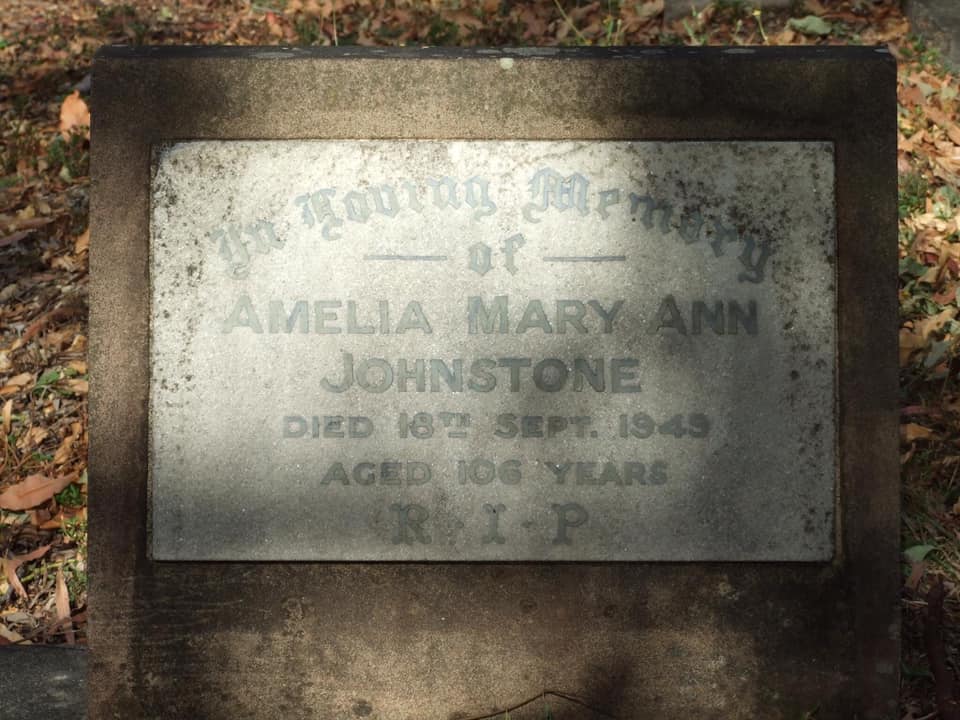 In Loving Memory
of
AMELIA MARY ANN
JOHNSTONE
DIED 18TH SEPT. 1949
AGED 106 YEARS
R I P